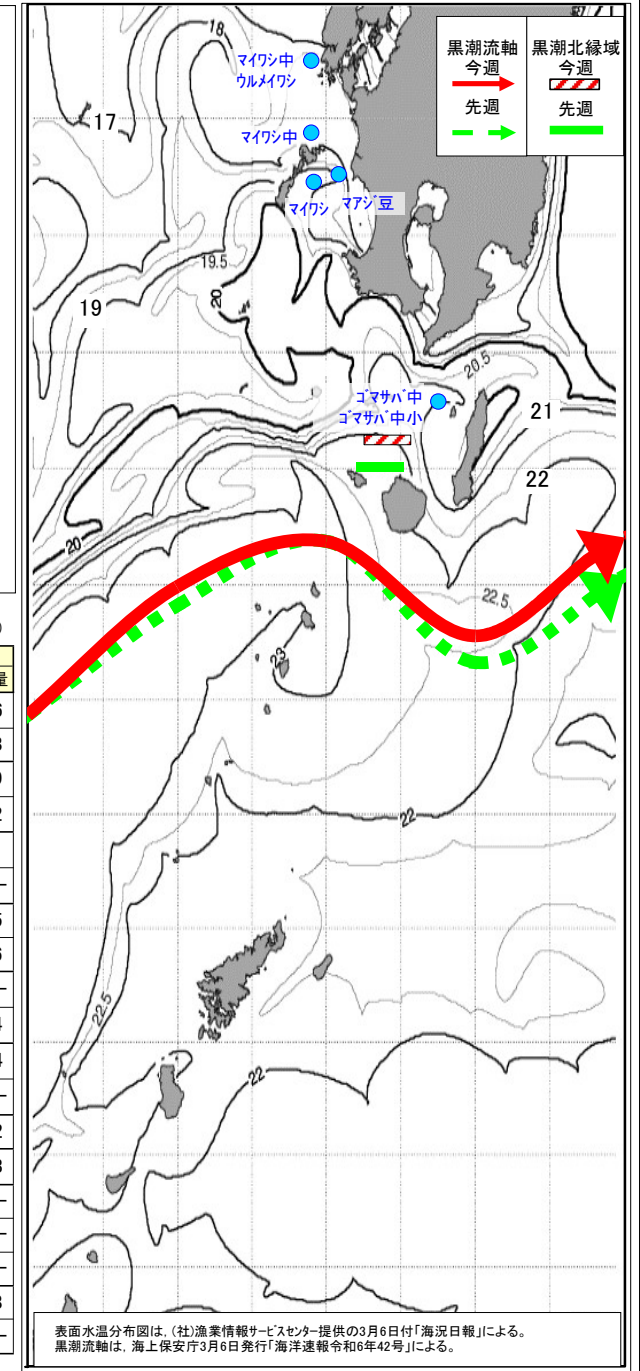 黒潮流軸
今週
先週
黒潮北縁域
今週
先週
18
マイワシ中
ウルメイワシ
17
マイワシ中
マイワシ
マアジ豆
19.5
20
19
20.5
ゴマサバ中
ゴマサバ中小
21
22
20
22.5
23
22
22.5
22
表面水温分布図は，(社)漁業情報サービスセンター提供の3月6日付「海況日報」による。
黒潮流軸は，海上保安庁3月6日発行「海洋速報令和6年42号」による。